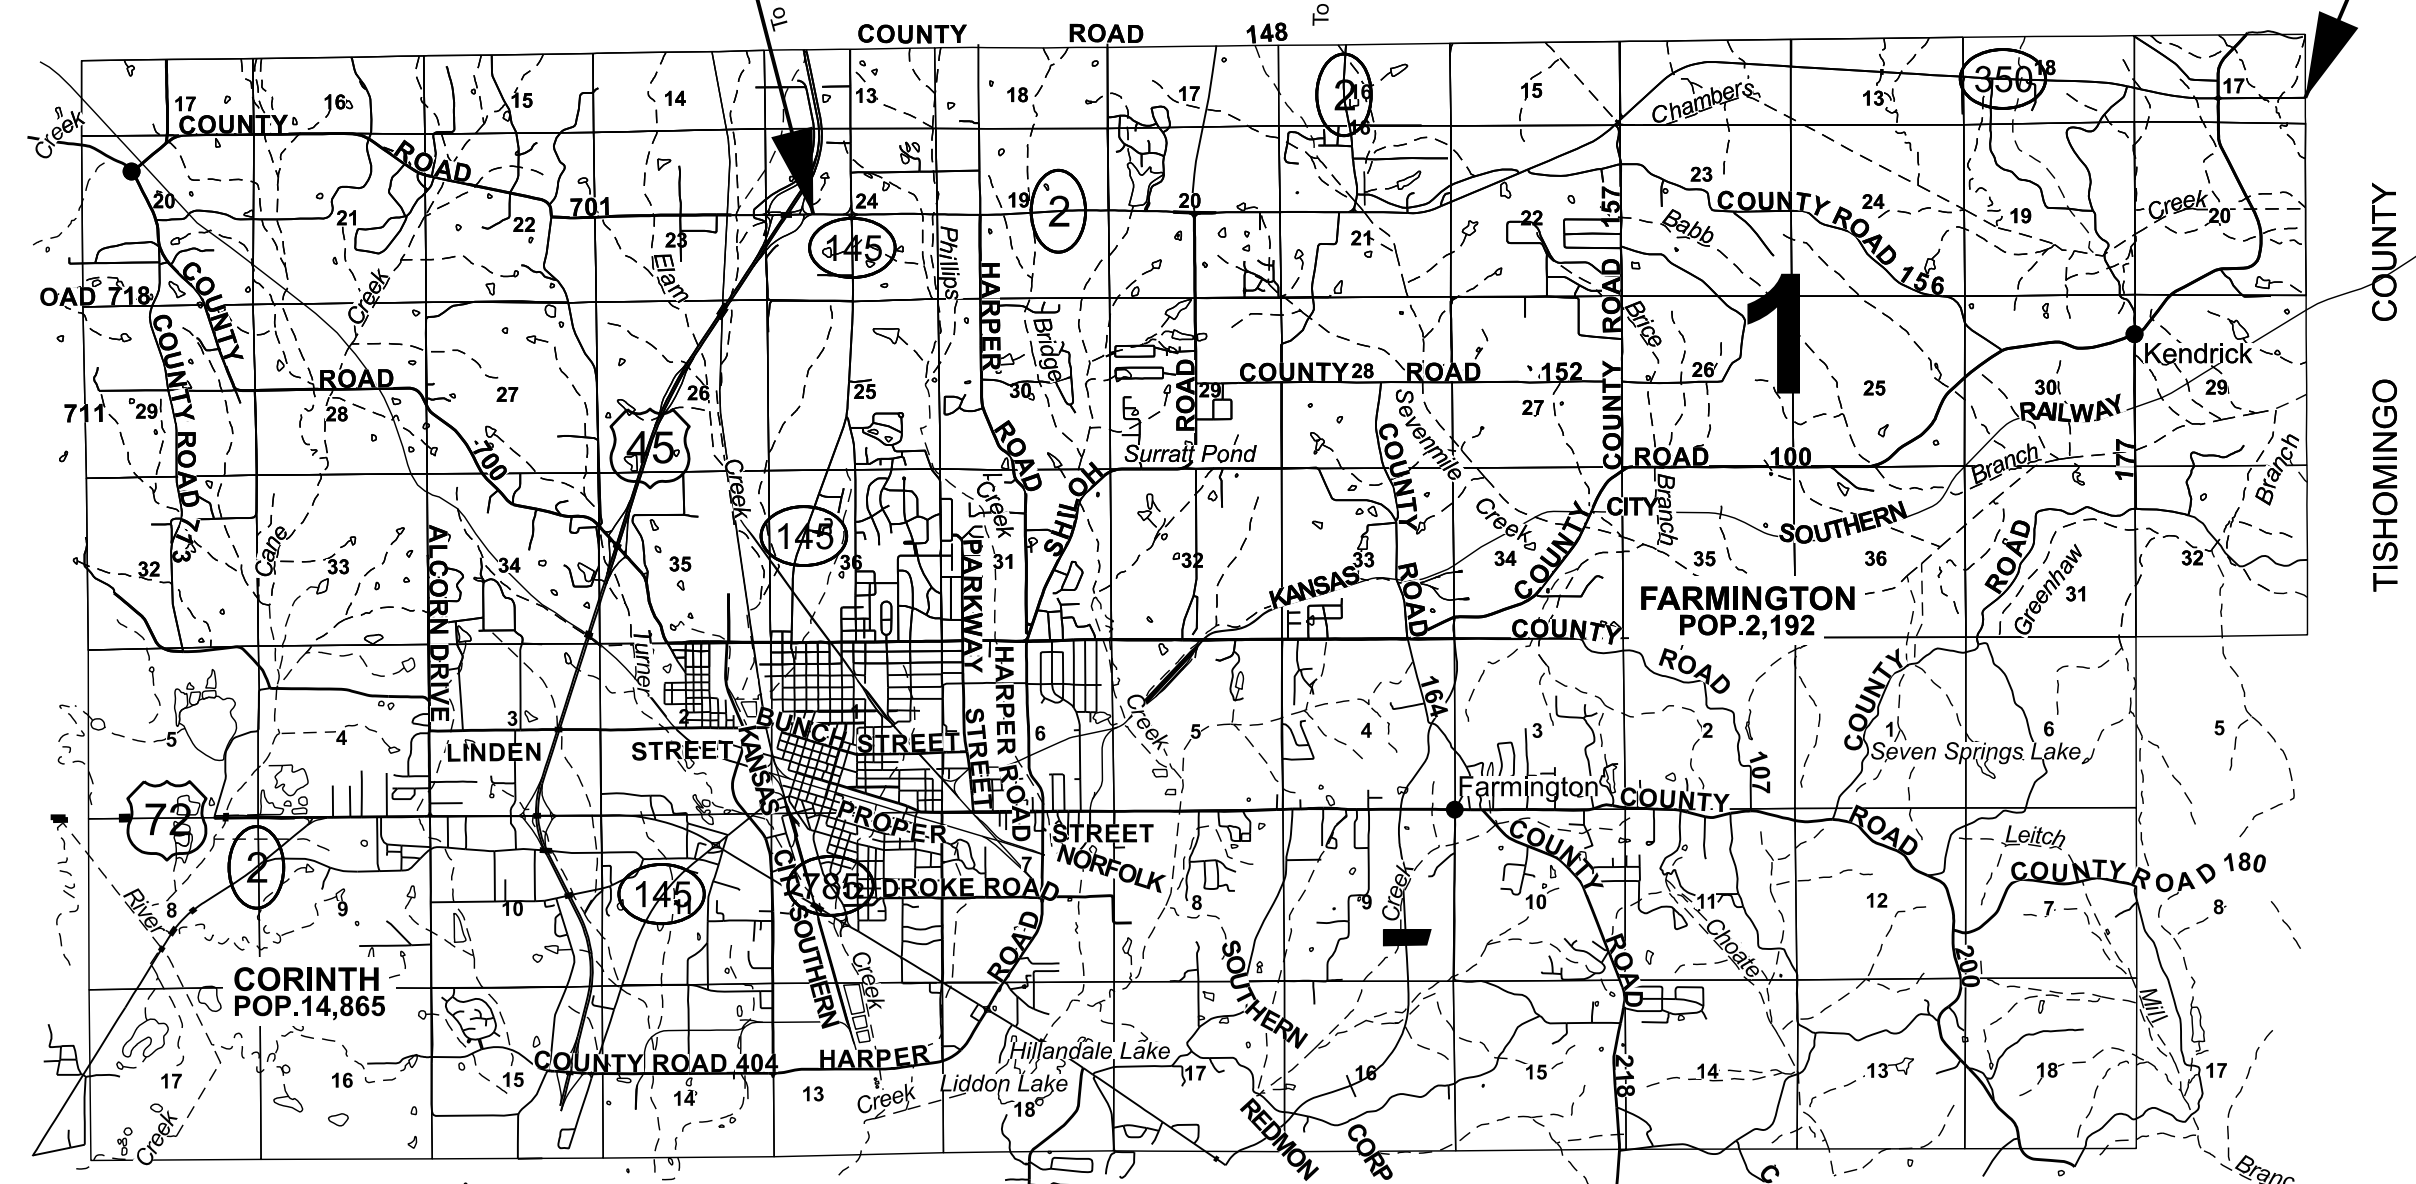 To
To
COUNTY ROAD 148
2
350
18
17
16
15
14
13
18
17
16
15
13
17
18
Creek
COUNTY
ROAD
701
Chambers
20
21
22
23
24
19
2
20
21
22
157
23
COUNTY ROAD 156
24
19
Creek
20
145
Elam
Phillips
HARPER
Babb
OAD 718
COUNTY
Creek
ROAD
Brice
1
COUNTY
Bridge
Kendrick
COUNTY ROAD 773
ROAD
711
29
28
27
26
25
30
ROAD
29
COUNTY 28 ROAD 152
27
COUNTY
26
25
30
29
RAILWAY
TISHOMINGO COUNTY
700
45
Creek
ROAD
SHILOH
Surratt Pond
Sevenmile
Creek
COUNTY
ROAD
164
ROAD 100
Branch
177
Branch
CITY
Branch
SOUTHERN
Cane
Creek
145
32
33
34
35
36
31
32
33
34
35
36
31
32
KANSAS
COUNTY
ROAD
Greenhaw
FARMINGTON
POP.2,192
ALCORN DRIVE
Turner
PARKWAY
STREET
HARPER ROAD
COUNTY
ROAD
107
COUNTY
5
4
3
2
1
6
5
4
3
2
1
6
5
Creek
BUNCH STREET
LINDEN STREET
KANSAS
CITY
SOUTHERN
Seven Springs Lake
Farmington
72
2
PROPER STREET
NORFOLK
COUNTY
ROAD
200
COUNTY
ROAD
218
Leitch
COUNTY ROAD 180
River
145
785
DROKE ROAD
7
8
9
10
11
8
9
10
11
12
7
8
Creek
Choate
CORINTH
POP.14,865
Creek
ROAD
SOUTHERN
Mill
COUNTY ROAD 404
HARPER
Hillandale Lake
Liddon Lake
Creek
17
16
15
14
13
18
17
16
15
14
13
18
17
Creek
REDMON
CORP
Branc